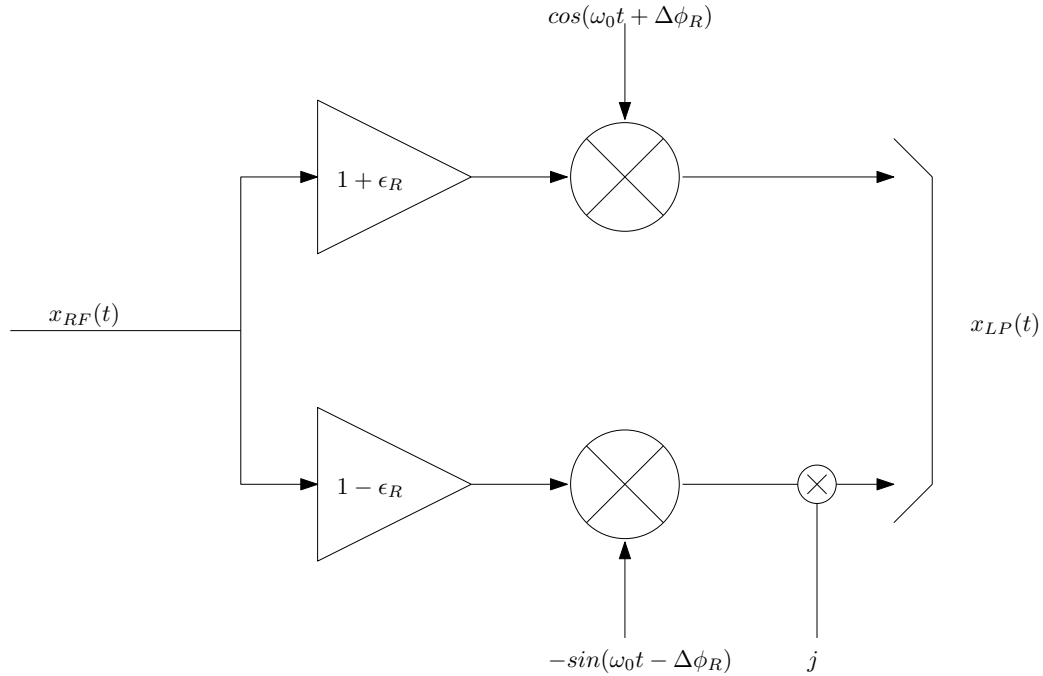 cos(ω₀t + Δϕ_R)
1 + ϵ_R
x_RF(t)
x_LP(t)
1 − ϵ_R
−sin(ω₀t − Δϕ_R)
j